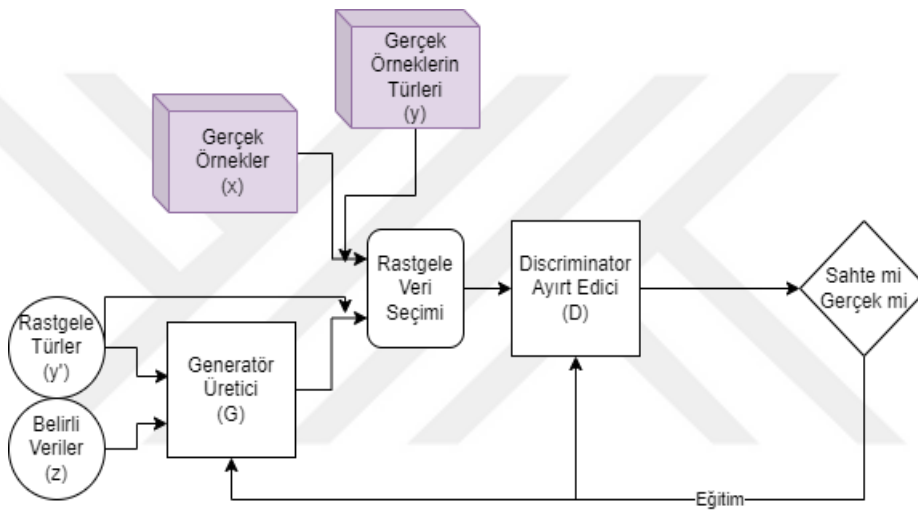 Gerçek
Örneklerin
Türleri
(y)
Gerçek
Örnekler
(x)
Rastgele
Veri
Seçimi
Discriminator
Ayırt Edici
(D)
Sahte mi
Gerçek mi
Rastgele
Türler
(y')
Generatör
Üretici
(G)
Belirli
Veriler
(z)
Eğitim